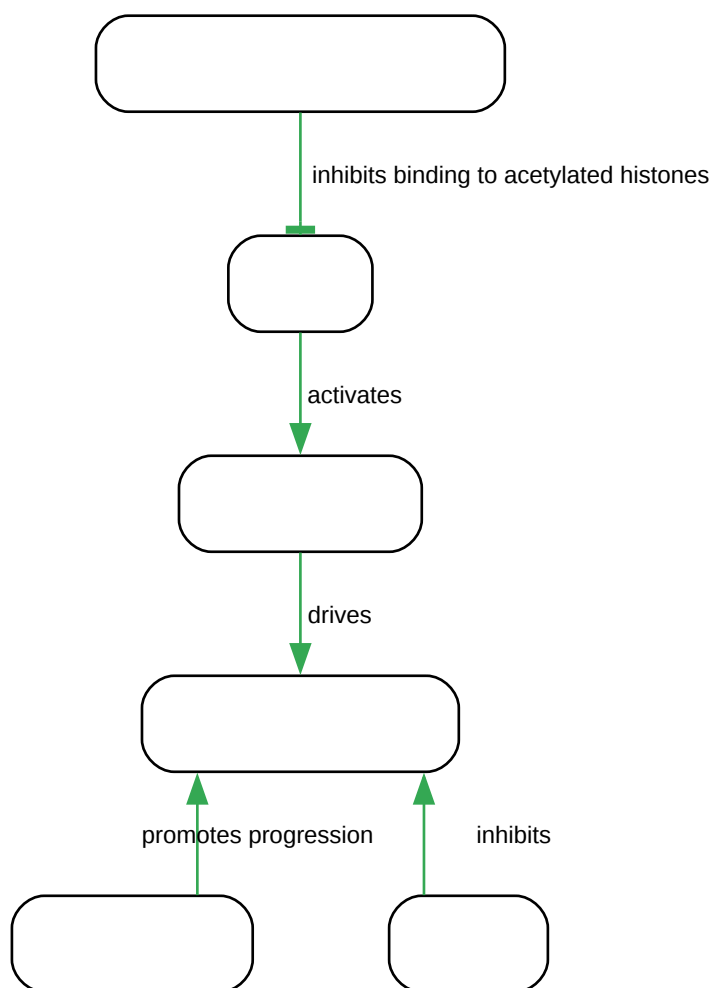 inhibits binding to acetylated histones
activates
drives
promotes progression
inhibits